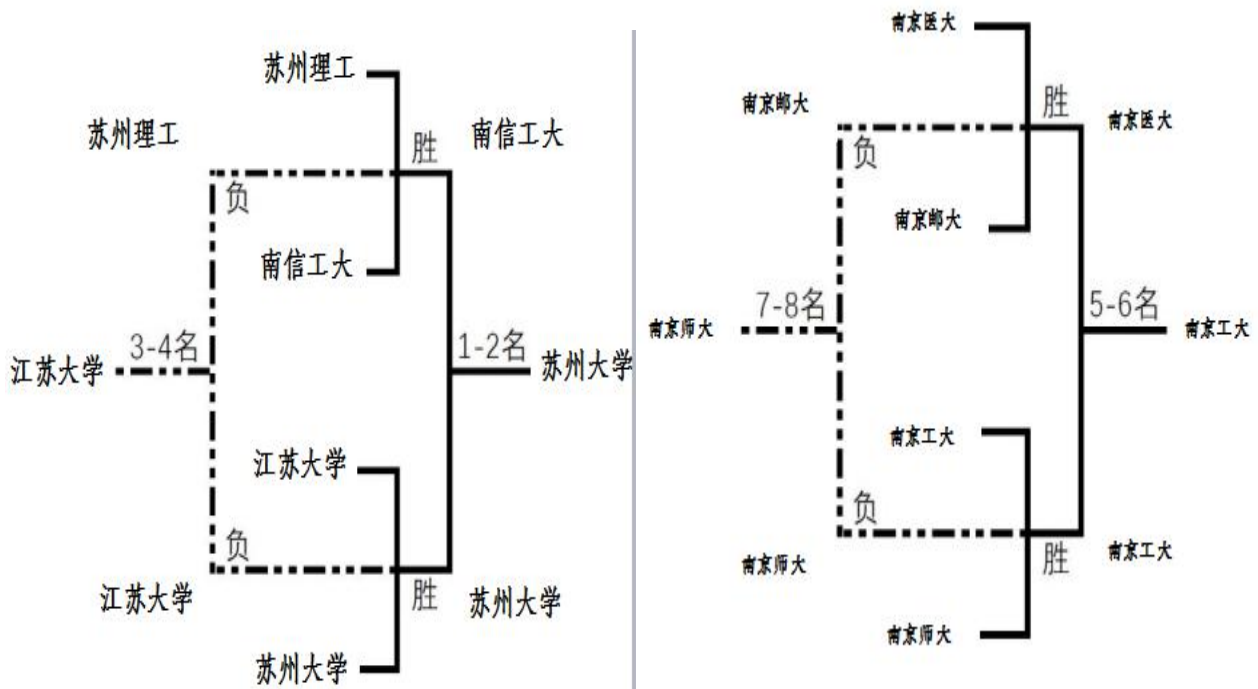 苏州理工
苏州理工
胜
南信工大
负
南信工大
3-4名
江苏大学
1-2名
苏州大学
江苏大学
负
江苏大学
胜
苏州大学
苏州大学
南京医大
南京邮大
胜
南京医大
负
南京邮大
7-8名
南京师大
5-6名
南京工大
南京工大
负
南京师大
胜
南京工大
南京师大